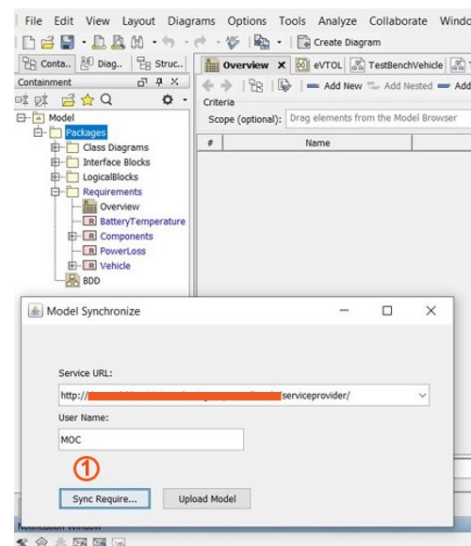 File Edit View Layout Diagrams Options Tools Analyze Collaborate Windo
Create Diagram
Conta.. Diag.. Struc..
Overview eVTOL TestBenchVehicle
Containment
Add New Add Nested Add
Criteria
Scope (optional): Drag elements from the Model Browser
# Name
Model
Packages
Class Diagrams
Interface Blocks
LogicalBlocks
Requirements
Overview
R BatteryTemperature
R Components
R PowerLoss
R Vehicle
BDD
Model Synchronize
Service URL:
http:// /serviceprovider/
User Name:
MOC
1
Sync Require... Upload Model